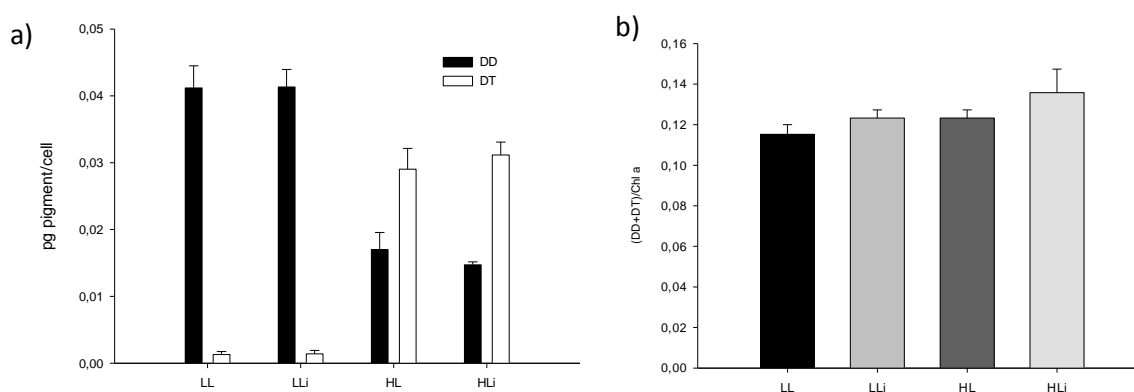 a)
0,05
0,04
0,03
0,02
0,01
0,00
pg pigment/cell
DD
DT
LL LLi HL HLi
b)
0,16
0,14
0,12
0,10
0,08
0,06
0,04
0,02
0,00
(DD+DT)/Chl a
LL LLi HL HLi